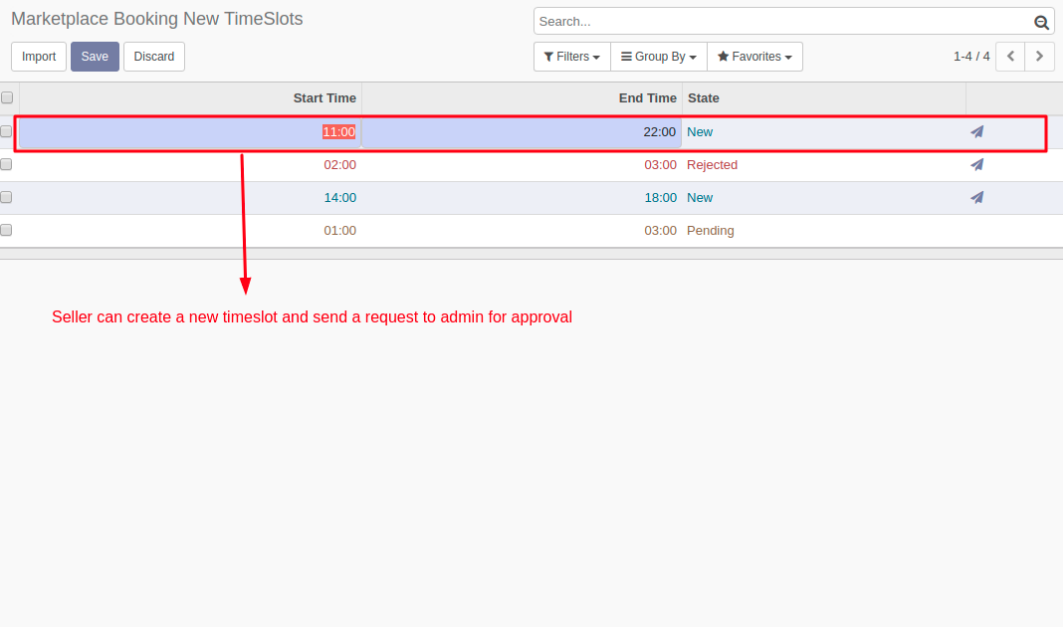 Marketplace Booking New TimeSlots
Search...
Import Save Discard
Filters Group By Favorites
1-4 / 4
Start Time End Time State
11:00 22:00 New
02:00 03:00 Rejected
14:00 18:00 New
01:00 03:00 Pending
Seller can create a new timeslot and send a request to admin for approval